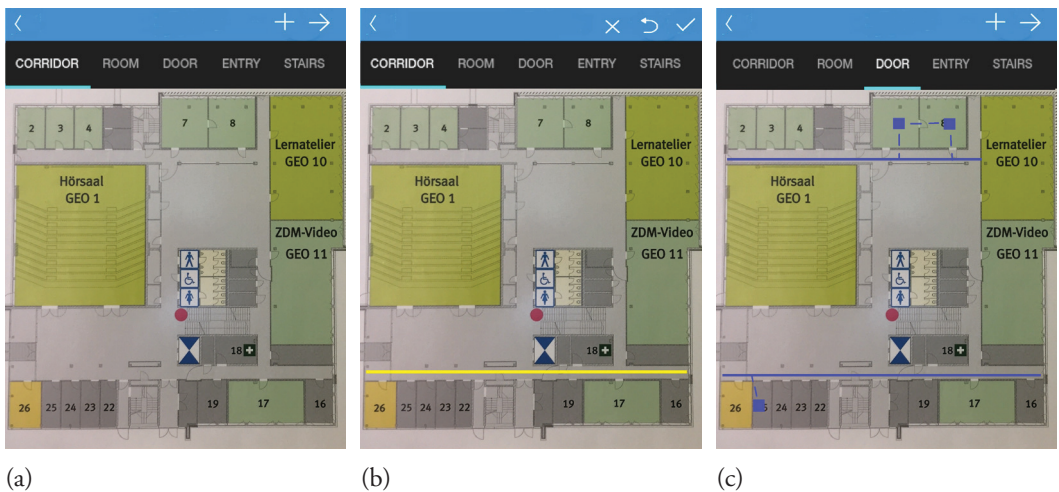 CORRIDOR ROOM DOOR ENTRY STAIRS
2 3 4 7 8
Lernatelier
GEO 10
Hörsaal
GEO 1
ZDM-Video
GEO 11
18
26 25 24 23 22 19 17 16
(a)
CORRIDOR ROOM DOOR ENTRY STAIRS
2 3 4 7 8
Lernatelier
GEO 10
Hörsaal
GEO 1
ZDM-Video
GEO 11
18
26 25 24 23 22 19 17 16
(b)
CORRIDOR ROOM DOOR ENTRY STAIRS
2 3 4 8
Lernatelier
GEO 10
Hörsaal
GEO 1
ZDM-Video
GEO 11
18
26 24 23 22 19 17 16
(c)